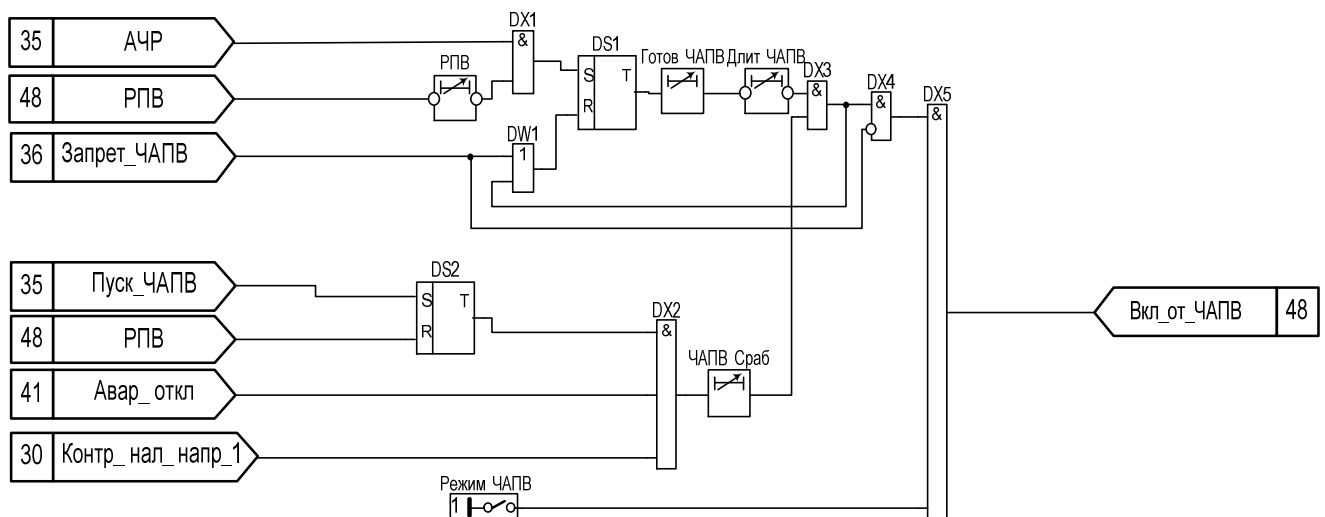 35 АЧР
48 РПВ
36 Запрет_ЧАПВ
РПВ
DX1
&
DS1
S T
R
DW1
1
Готов ЧАПВ
Длит ЧАПВ
DX3
&
DX4
&
DX5
&
35 Пуск_ЧАПВ
48 РПВ
41 Авар_ откл
30 Контр_ нал_ напр_1
DS2
S T
R
DX2
&
ЧАПВ Сраб
Режим ЧАПВ
1
Вкл_от_ЧАПВ 48